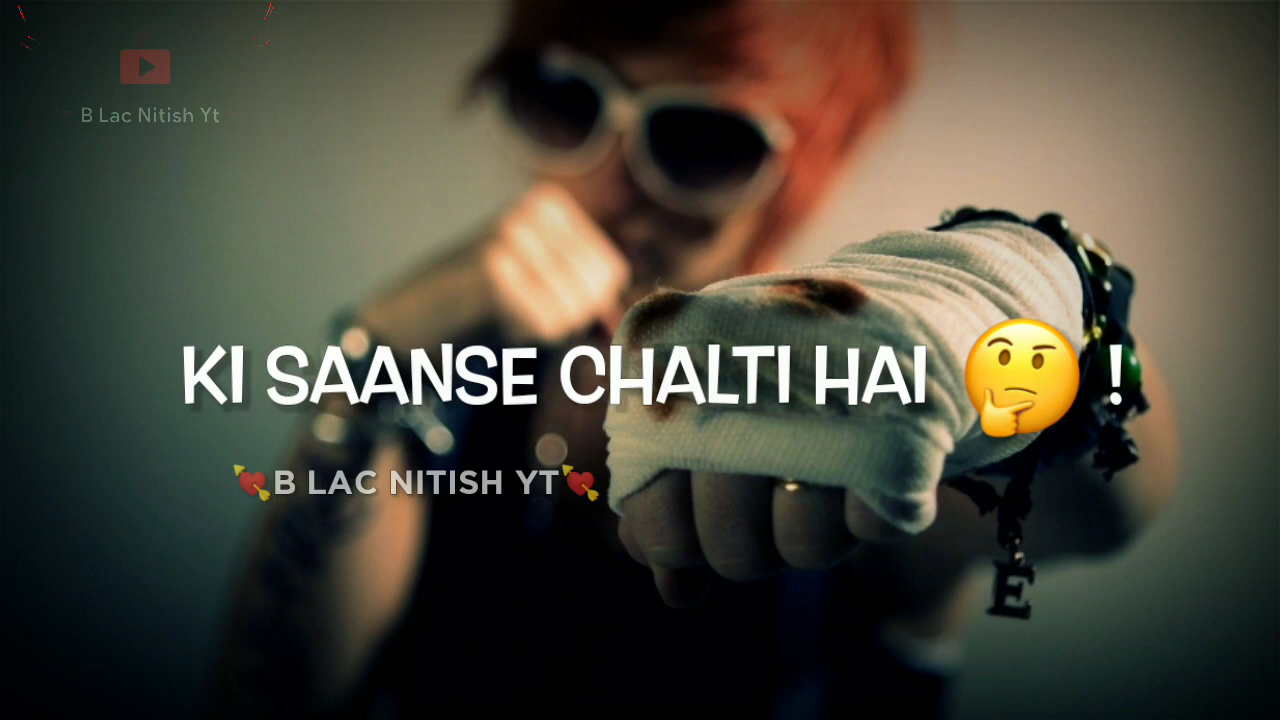 B Lac Nitish Yt
KI SAANSE CHALTI HAI 🤔 !
💘B LAC NITISH YT💘
E